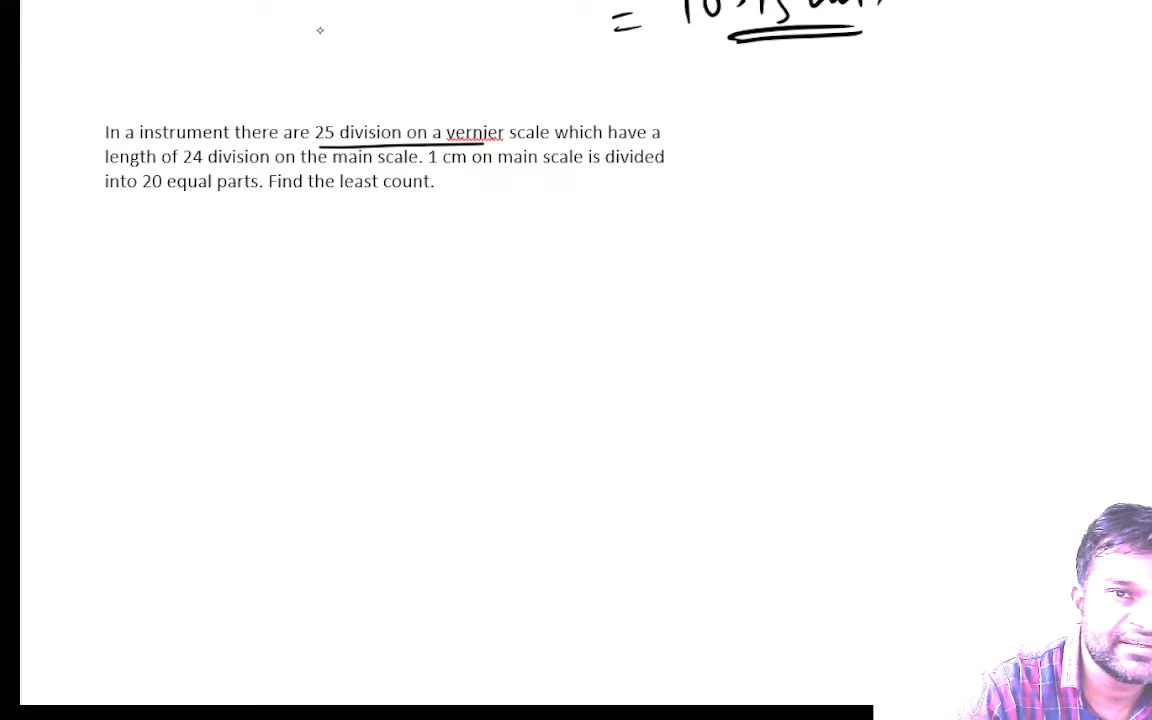 =
In a instrument there are 25 division on a vernier scale which have a
length of 24 division on the main scale. 1 cm on main scale is divided
into 20 equal parts. Find the least count.